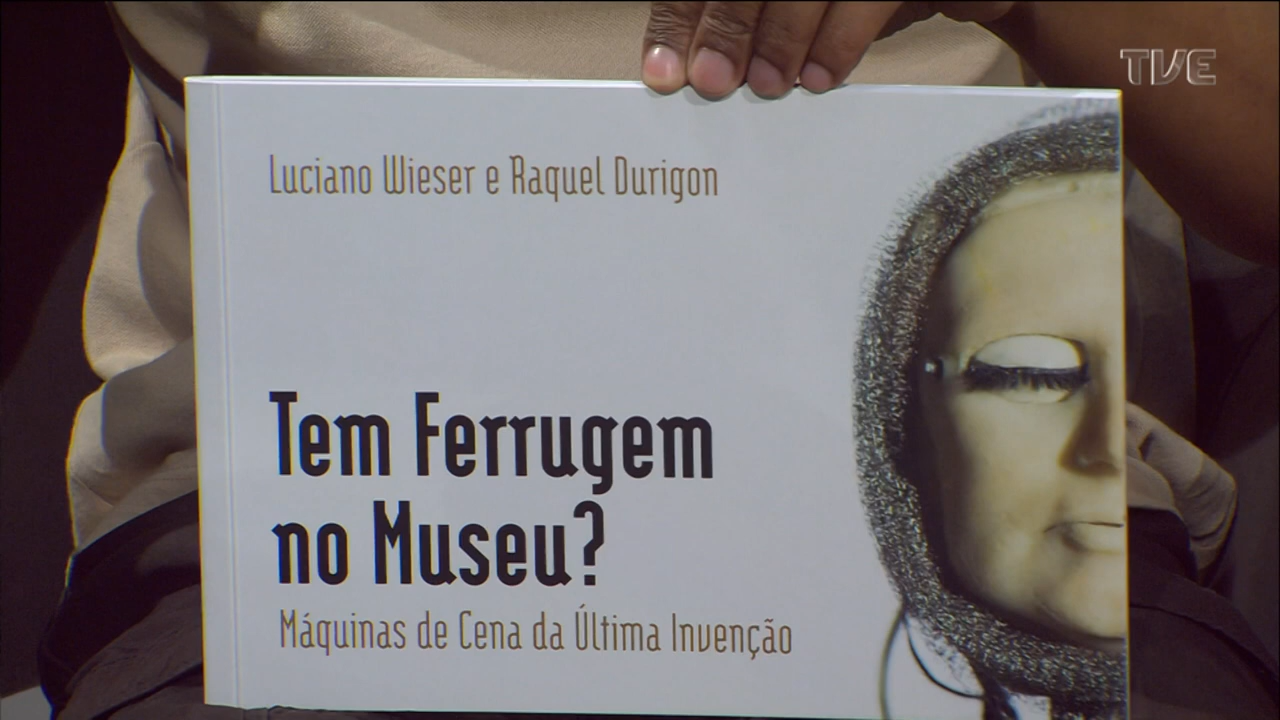 TVE
Luciano Wieser e Raquel Durigon
Tem Ferrugem
no Museu?
Máquinas de Cena da Última Invenção